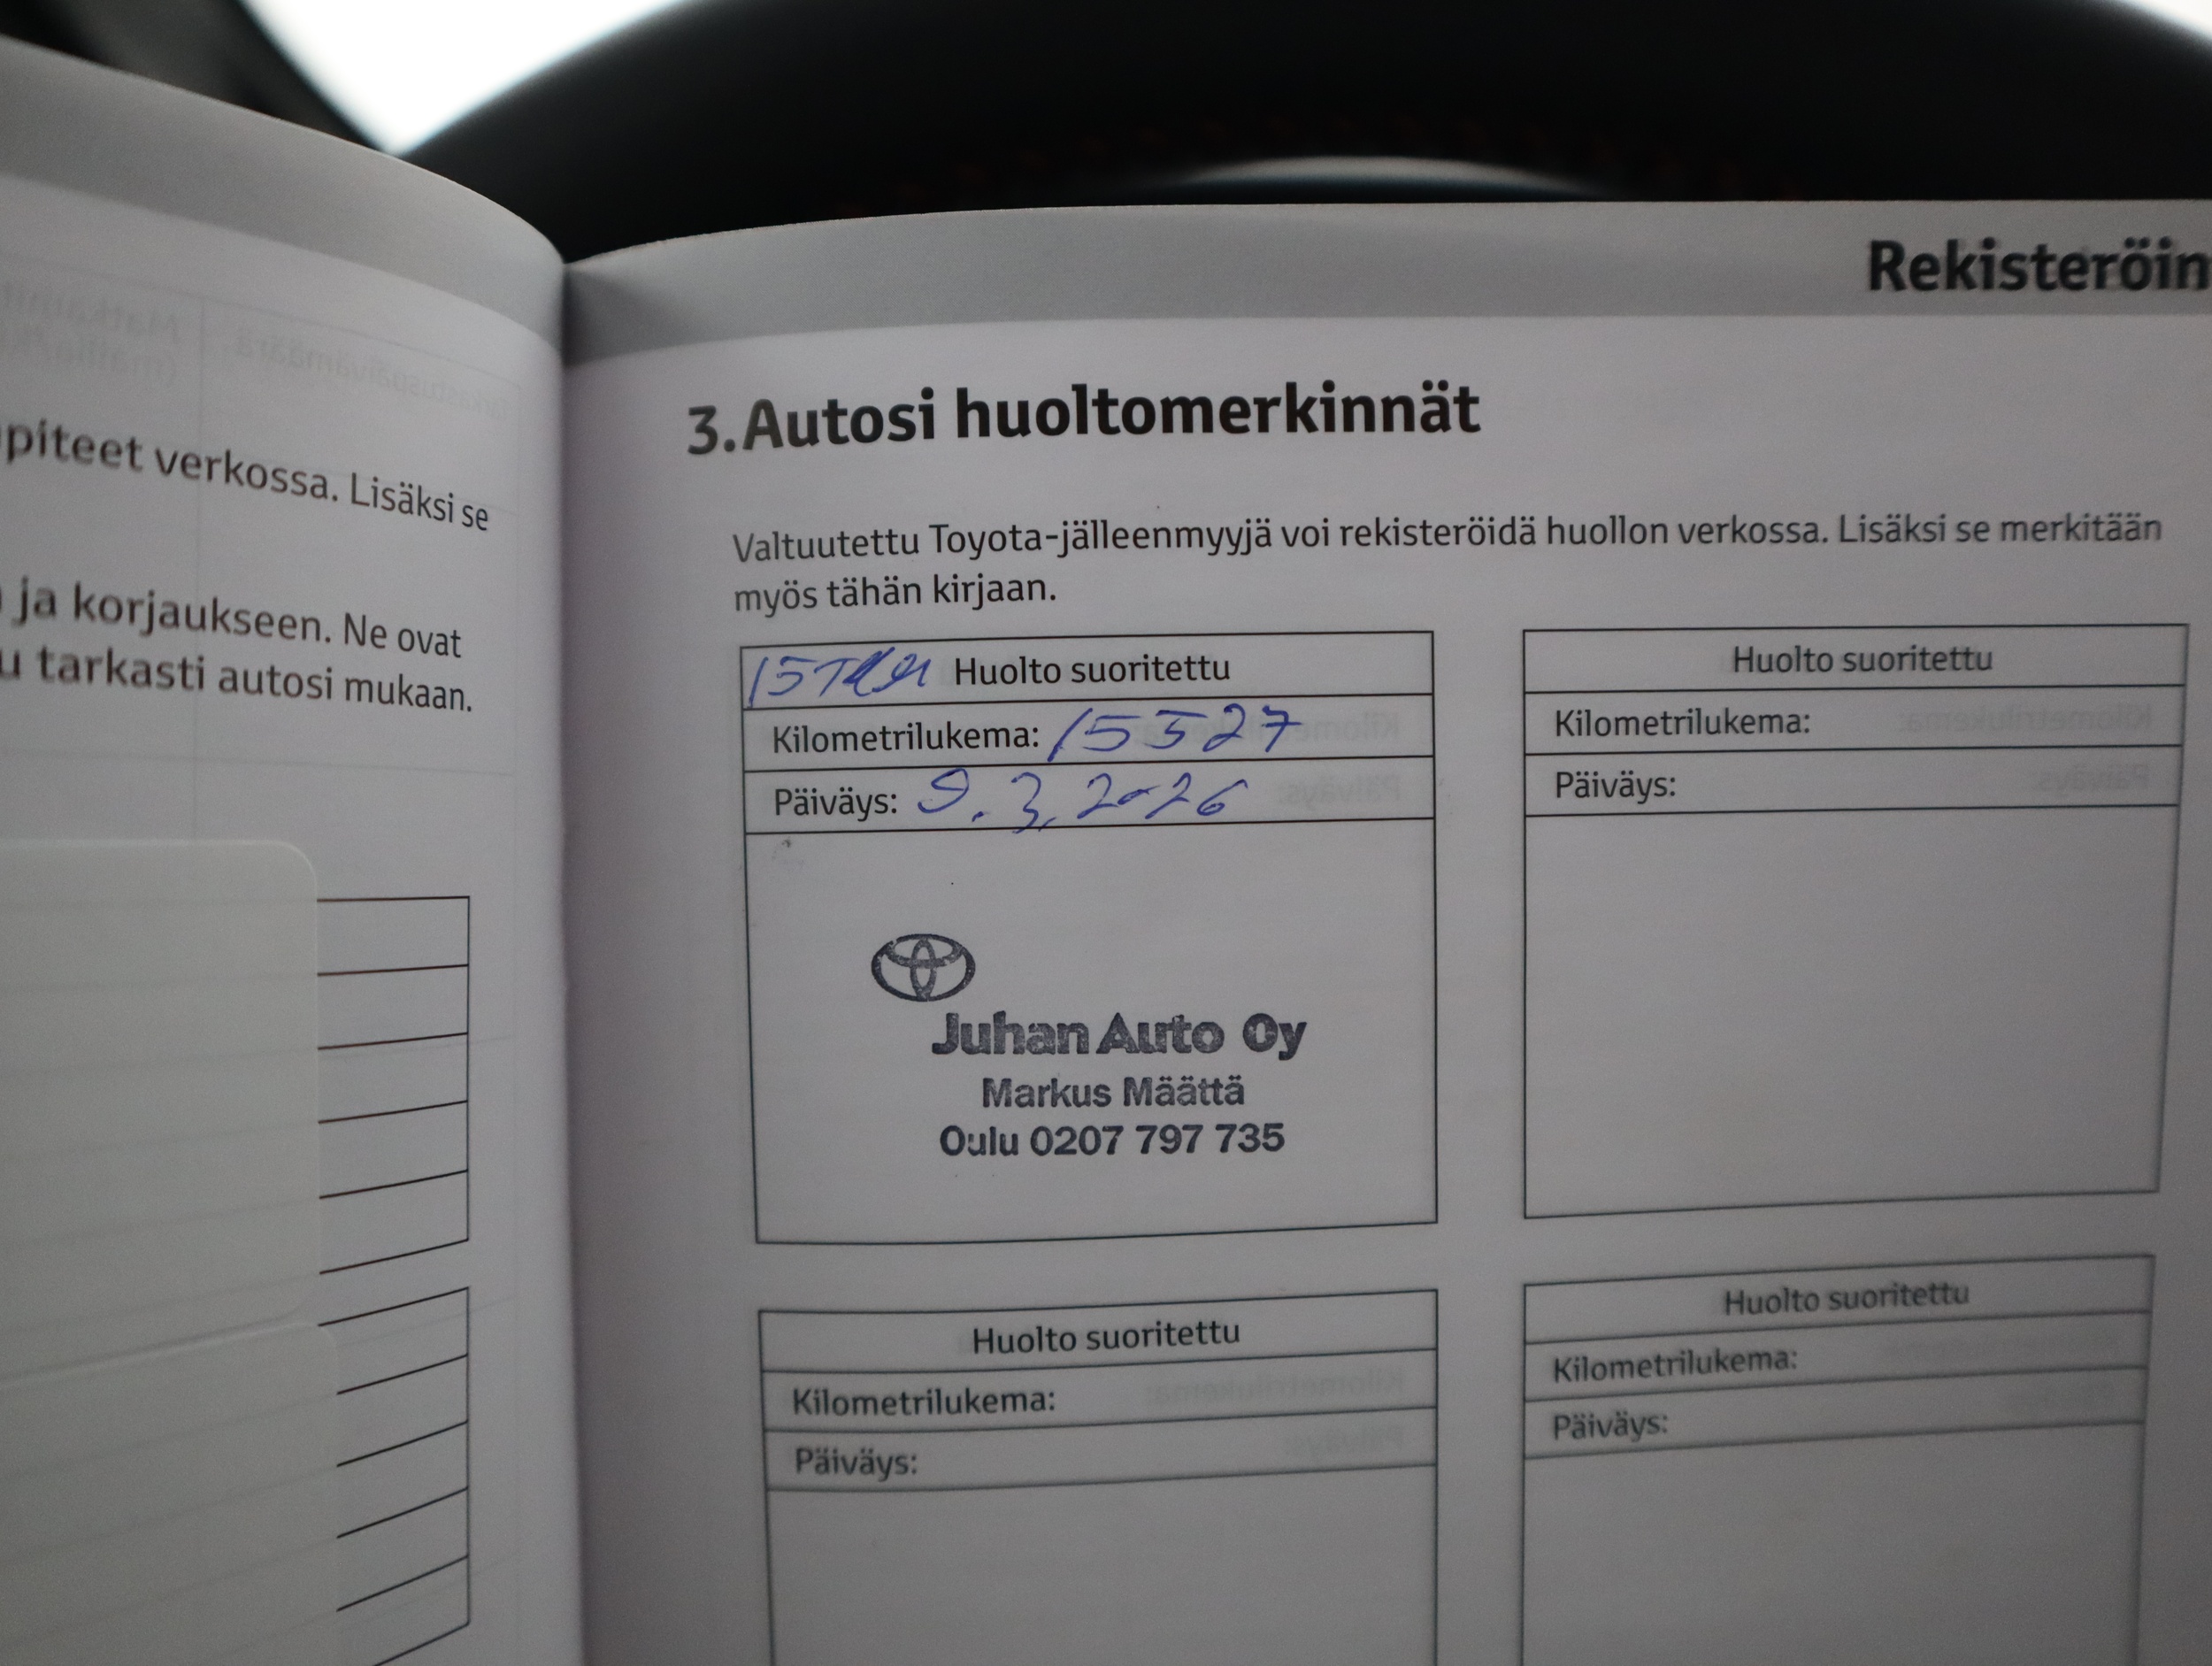 piteet verkossa. Lisäksi se
ja korjaukseen. Ne ovat
u tarkasti autosi mukaan.
Rekisteröin
3.Autosi huoltomerkinnät
Valtuutettu Toyota-jälleenmyyjä voi rekisteröidä huollon verkossa. Lisäksi se merkitään
myös tähän kirjaan.
15TKM Huolto suoritettu
Kilometrilukema: 15527
Päiväys: 9.3.2026
Juhan Auto Oy
Markus Määttä
Oulu 0207 797 735
Huolto suoritettu
Kilometrilukema:
Päiväys:
Huolto suoritettu
Kilometrilukema:
Päiväys:
Huolto suoritettu
Kilometrilukema:
Päiväys: